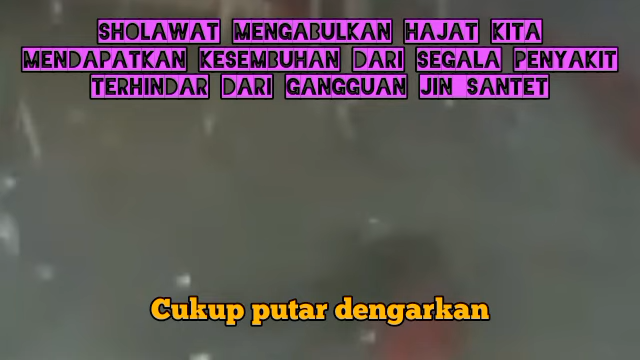 SHOLAWAT MENGABULKAN HAJAT KITA
MENDAPATKAN KESEMBUHAN DARI SEGALA PENYAKIT
TERHINDAR DARI GANGGUAN JIN SANTET
Cukup putar dengarkan